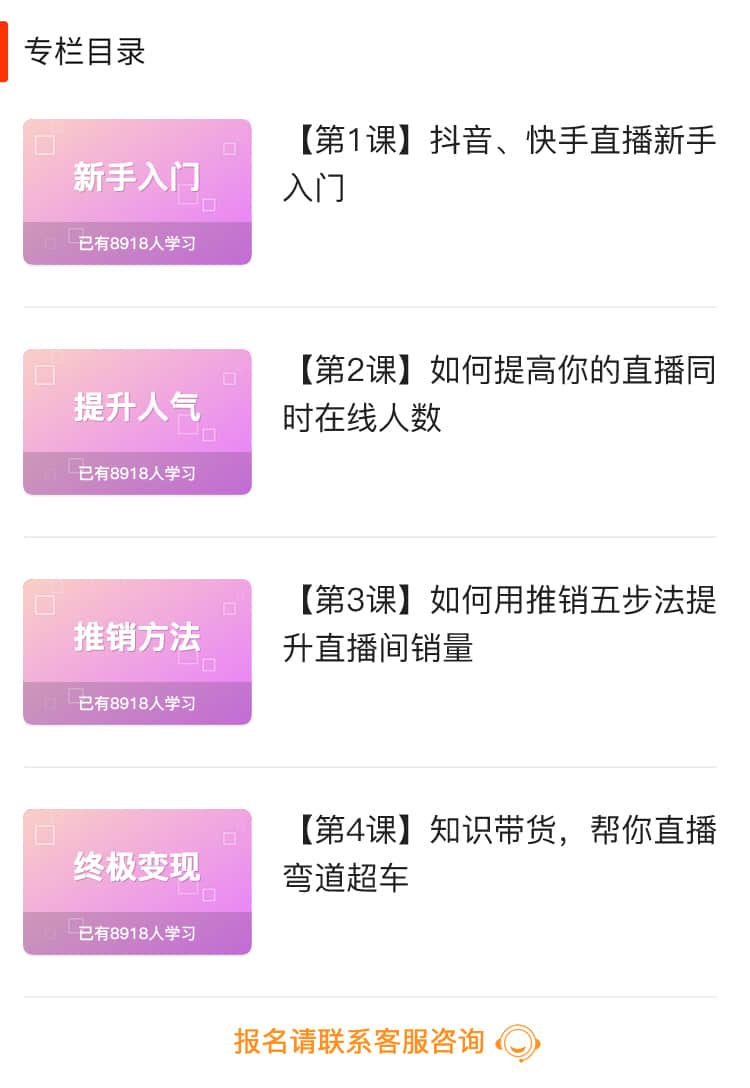 专栏目录
新手入门
已有8918人学习
【第1课】抖音、快手直播新手
入门
提升人气
已有8918人学习
【第2课】如何提高你的直播同
时在线人数
推销方法
已有8918人学习
【第3课】如何用推销五步法提
升直播间销量
终极变现
已有8918人学习
【第4课】知识带货，帮你直播
弯道超车
报名请联系客服咨询